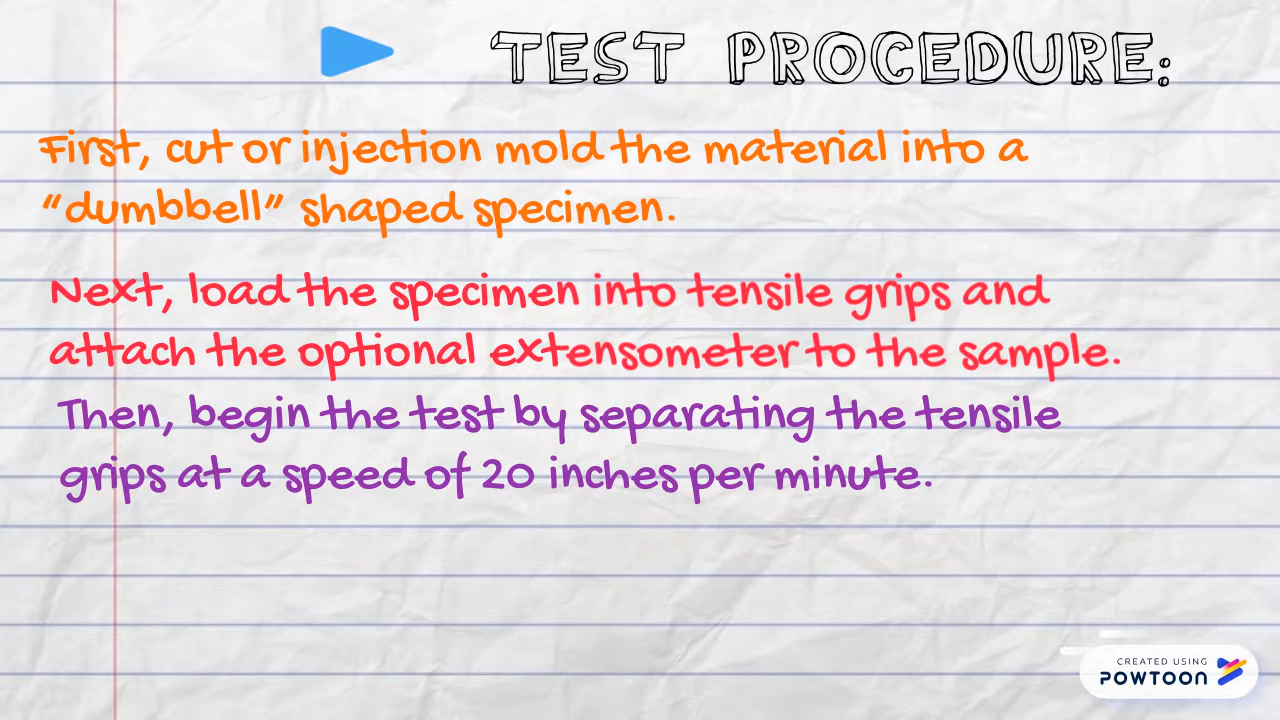 TEST PROCEDURE:
First, cut or injection mold the material into a
“dumbbell” shaped specimen.
Next, load the specimen into tensile grips and
attach the optional extensometer to the sample.
Then, begin the test by separating the tensile
grips at a speed of 20 inches per minute.
CREATED USING
POWTOON